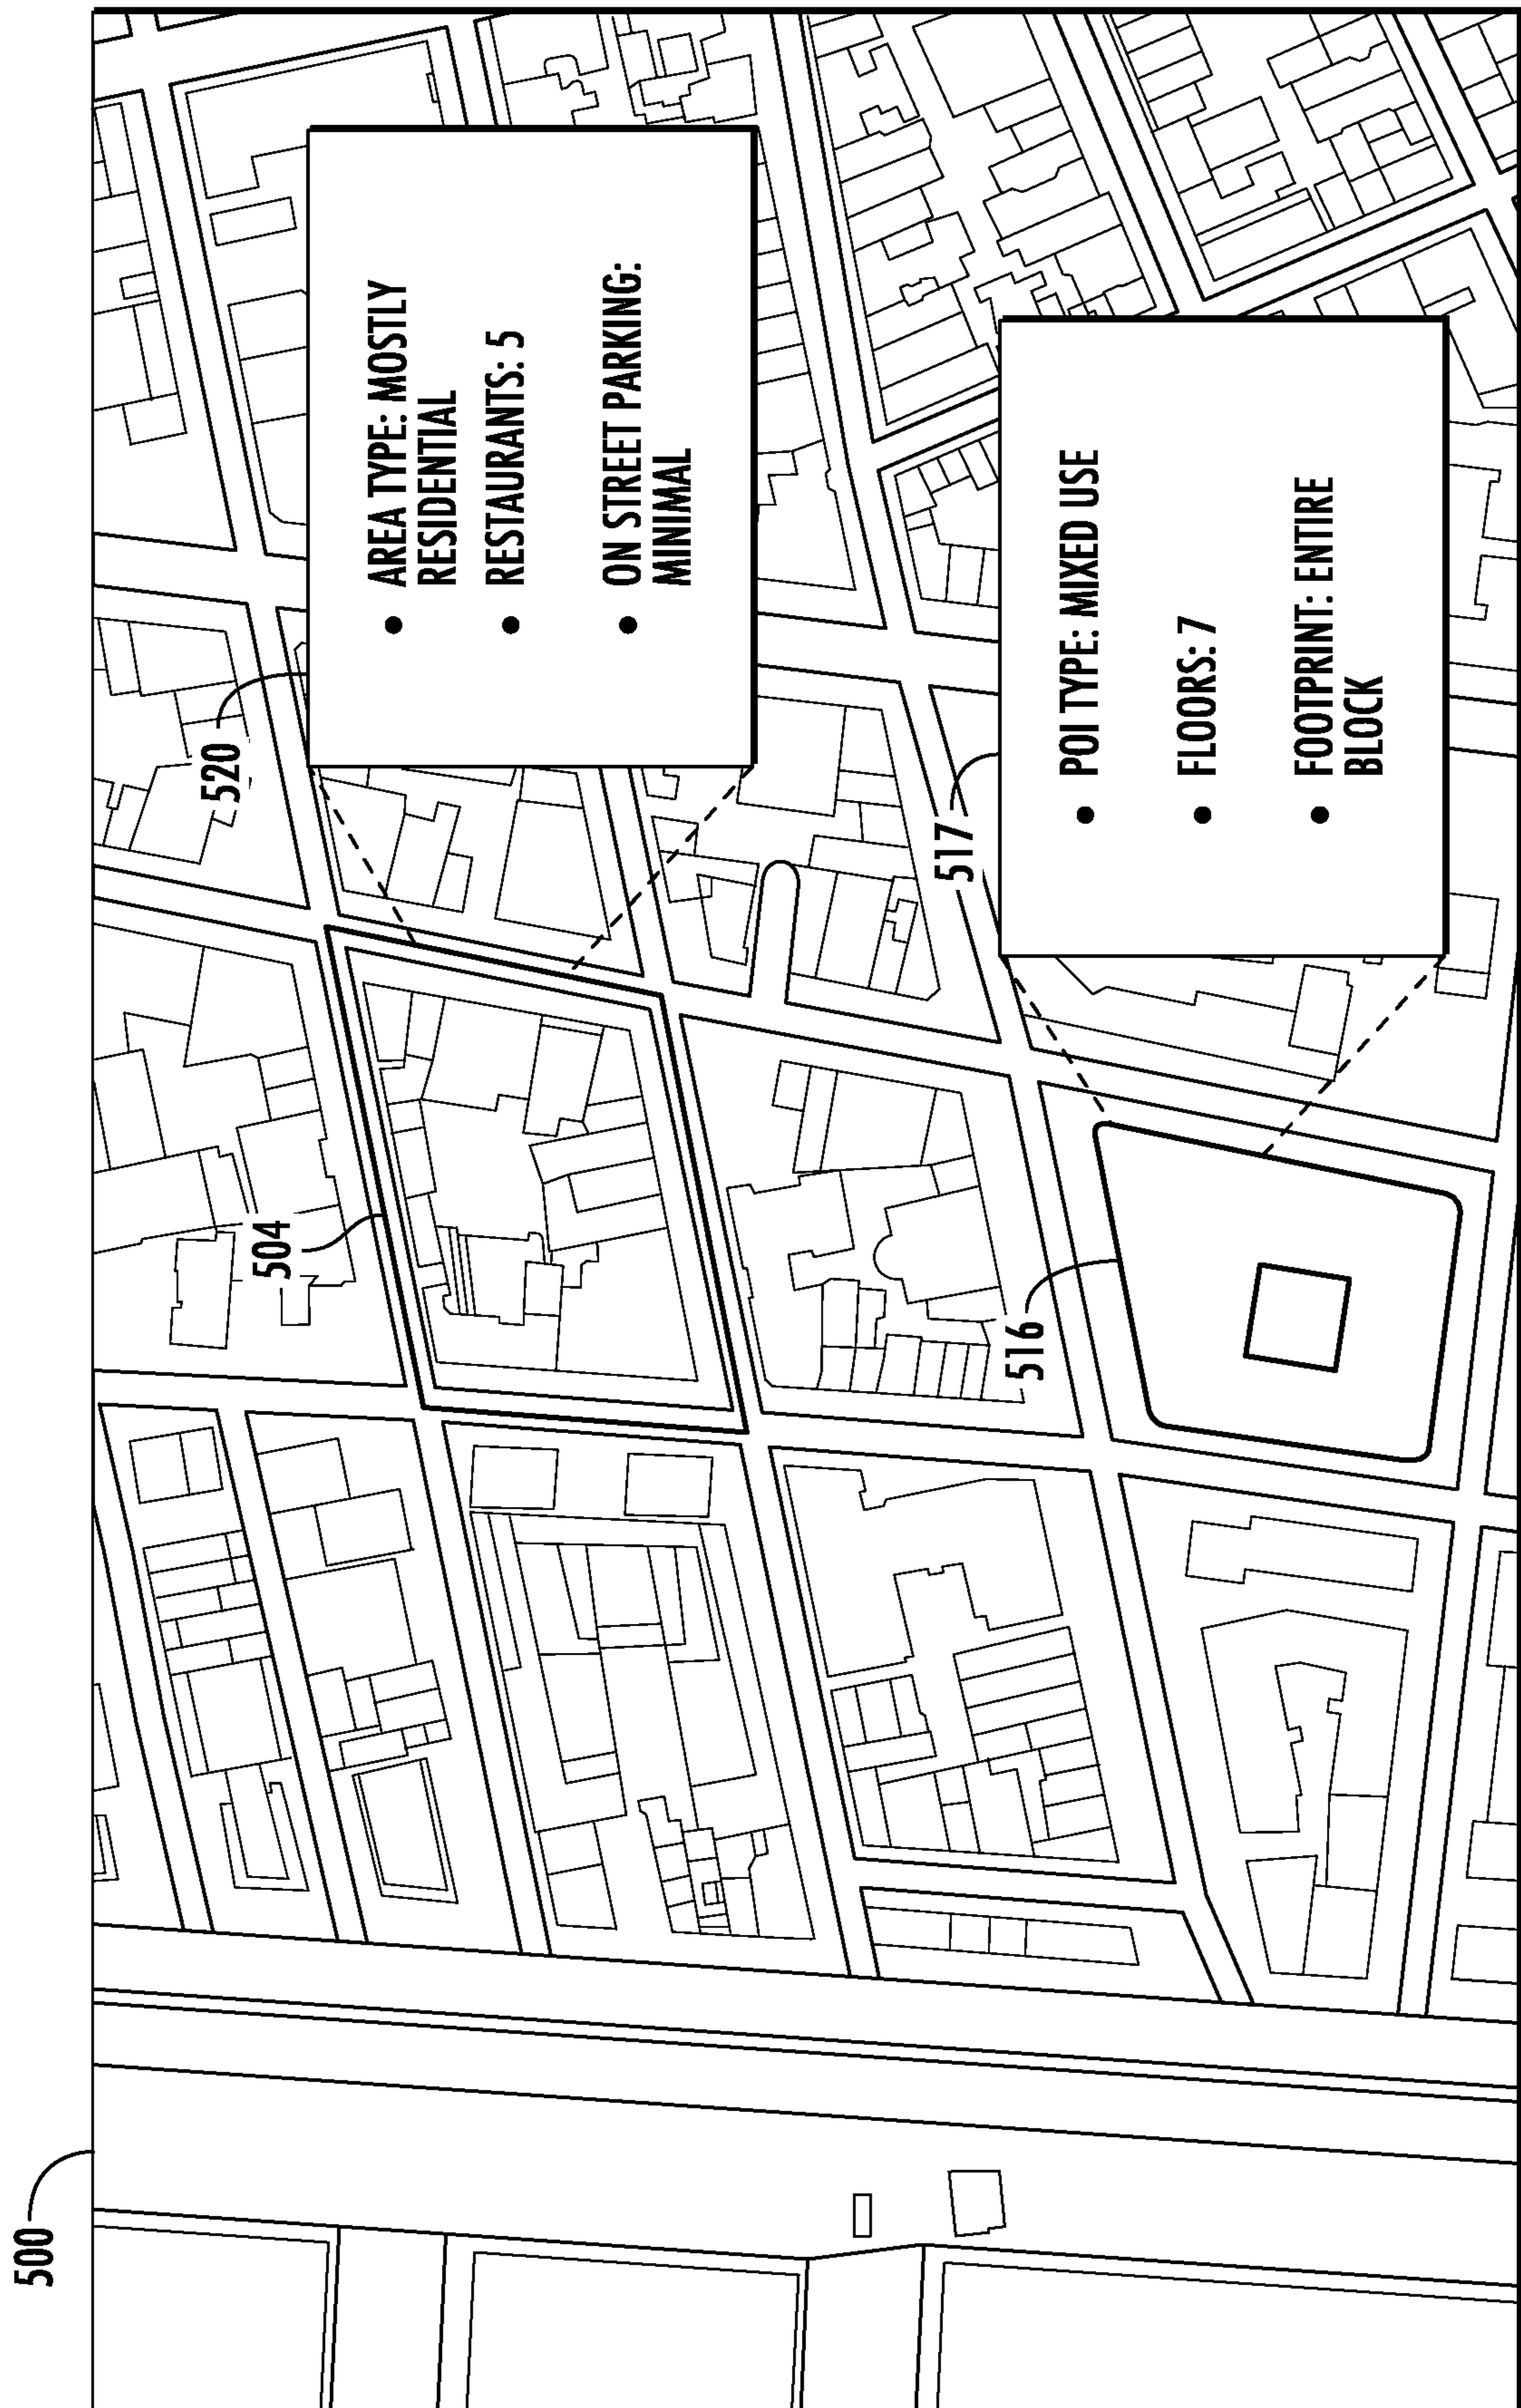 500
520
• AREA TYPE: MOSTLY
RESIDENTIAL
• RESTAURANTS: 5
• ON STREET PARKING:
MINIMAL
504
517
• POI TYPE: MIXED USE
• FLOORS: 7
• FOOTPRINT: ENTIRE
BLOCK
516